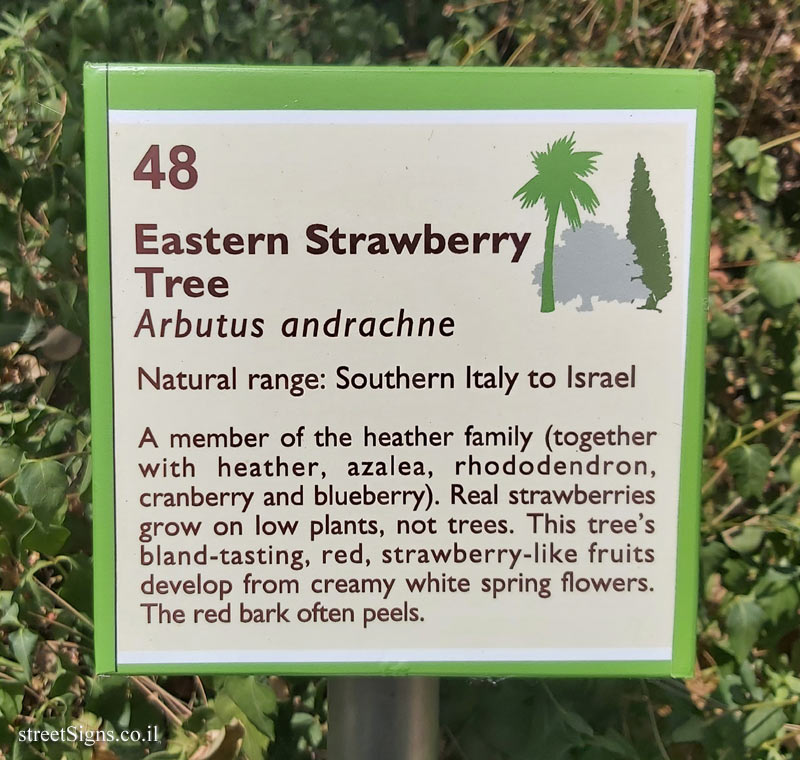 48
Eastern Strawberry
Tree
Arbutus andrachne
Natural range: Southern Italy to Israel
A member of the heather family (together
with heather, azalea, rhododendron,
cranberry and blueberry). Real strawberries
grow on low plants, not trees. This tree's
bland-tasting, red, strawberry-like fruits
develop from creamy white spring flowers.
The red bark often peels.
streetSigns.co.il